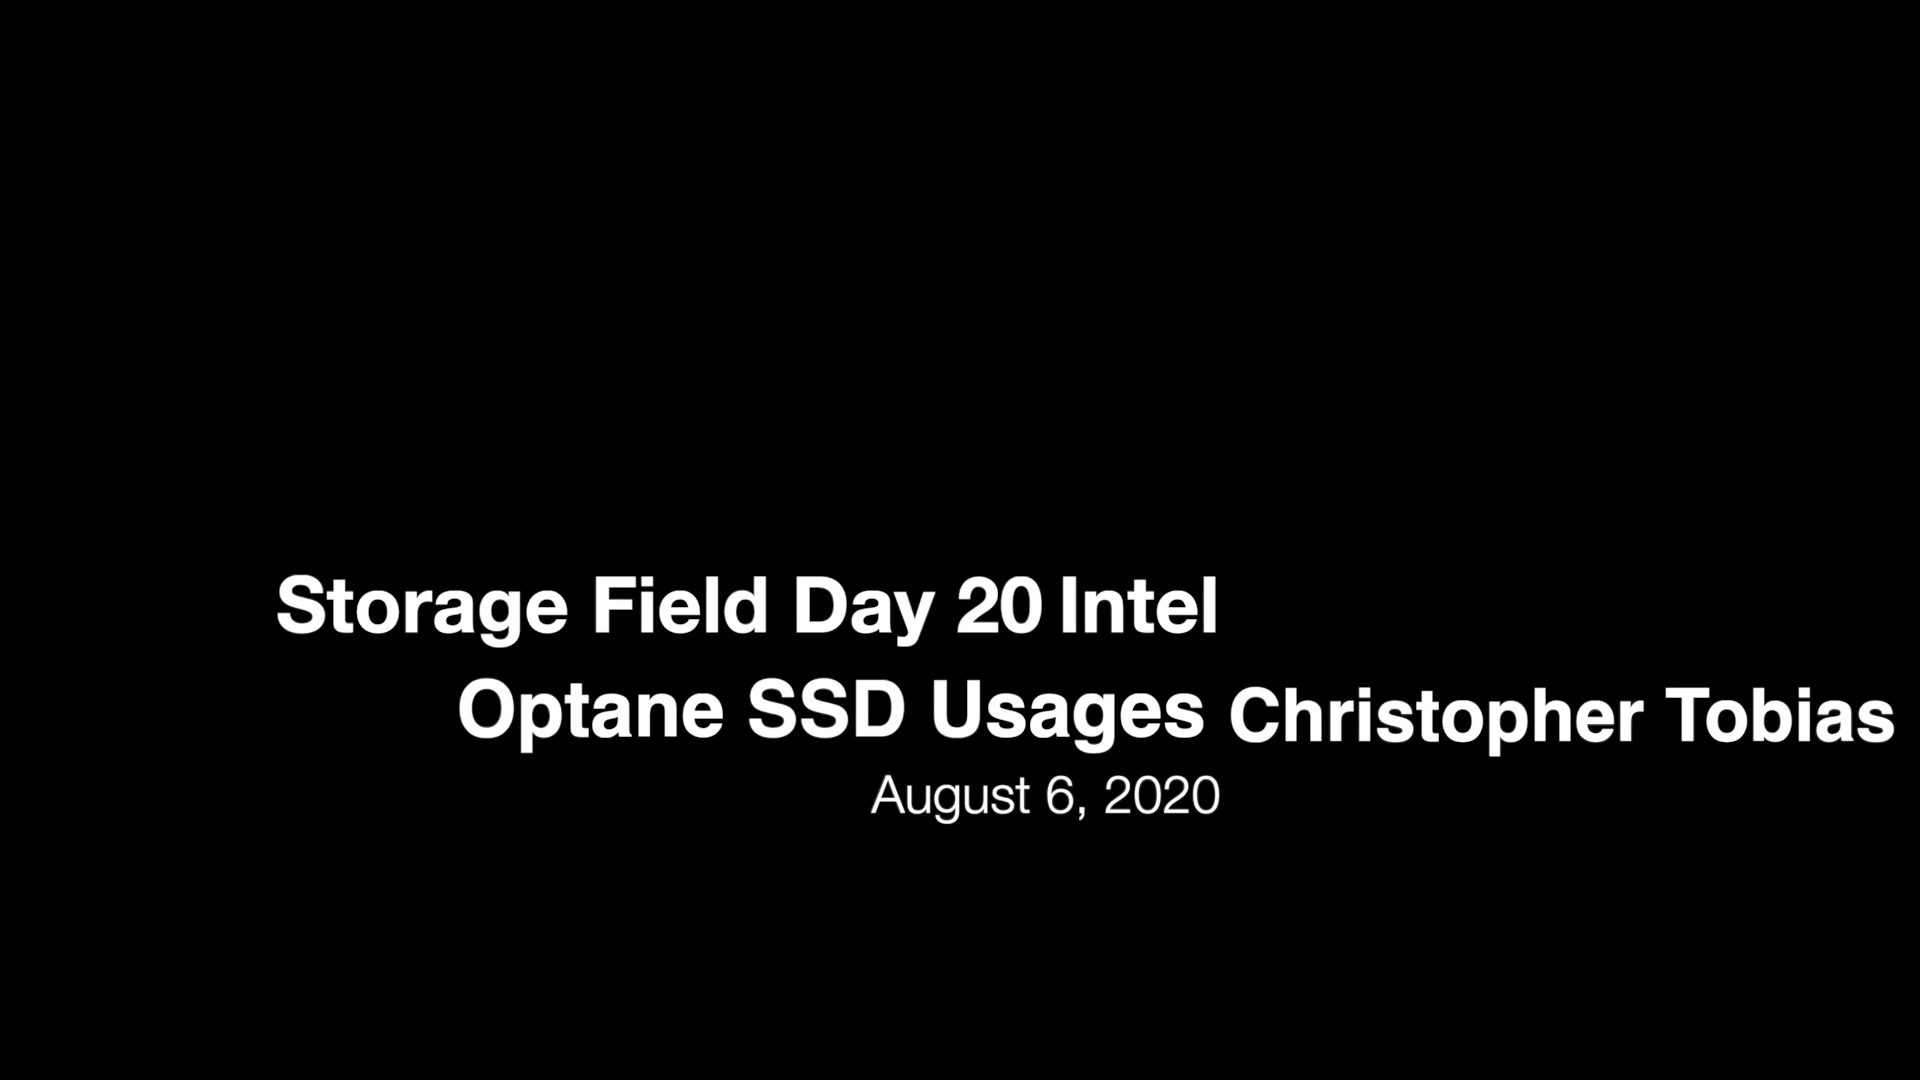 Storage Field Day 20 Intel
Optane SSD Usages Christopher Tobias
August 6, 2020